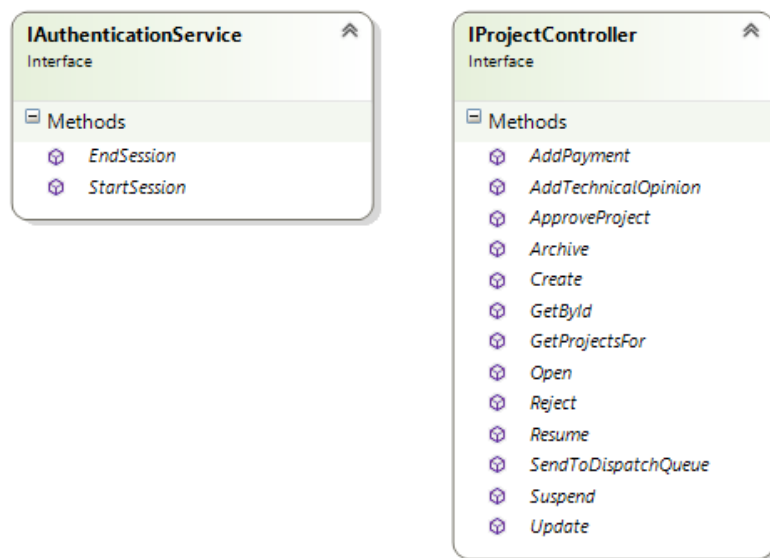 IAuthenticationService
Interface
Methods
EndSession
StartSession
IProjectController
Interface
Methods
AddPayment
AddTechnicalOpinion
ApproveProject
Archive
Create
GetById
GetProjectsFor
Open
Reject
Resume
SendToDispatchQueue
Suspend
Update